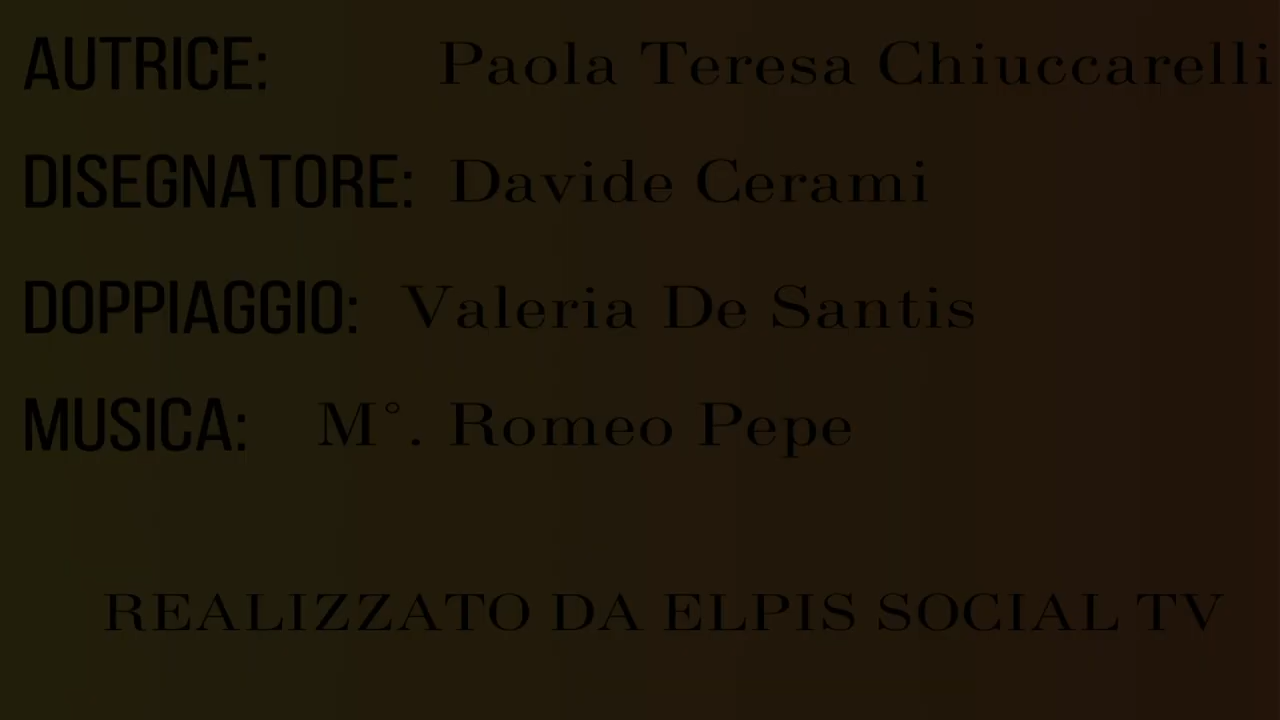 AUTRICE: Paola Teresa Chiuccarelli
DISEGNATORE: Davide Cerami
DOPPIAGGIO: Valeria De Santis
MUSICA: M°. Romeo Pepe
REALIZZATO DA ELPIS SOCIAL TV